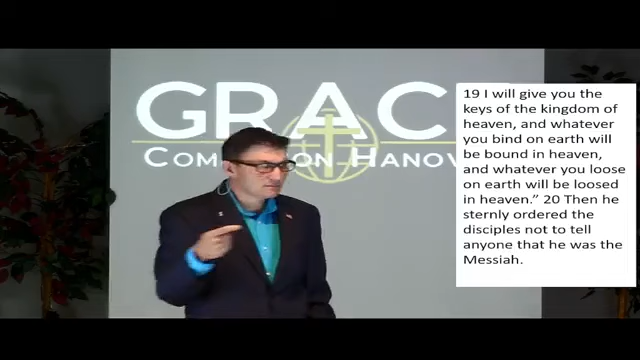 GRAC
COM ON HANOV
19 I will give you the
keys of the kingdom of
heaven, and whatever
you bind on earth will
be bound in heaven,
and whatever you loose
on earth will be loosed
in heaven.” 20 Then he
sternly ordered the
disciples not to tell
anyone that he was the
Messiah.